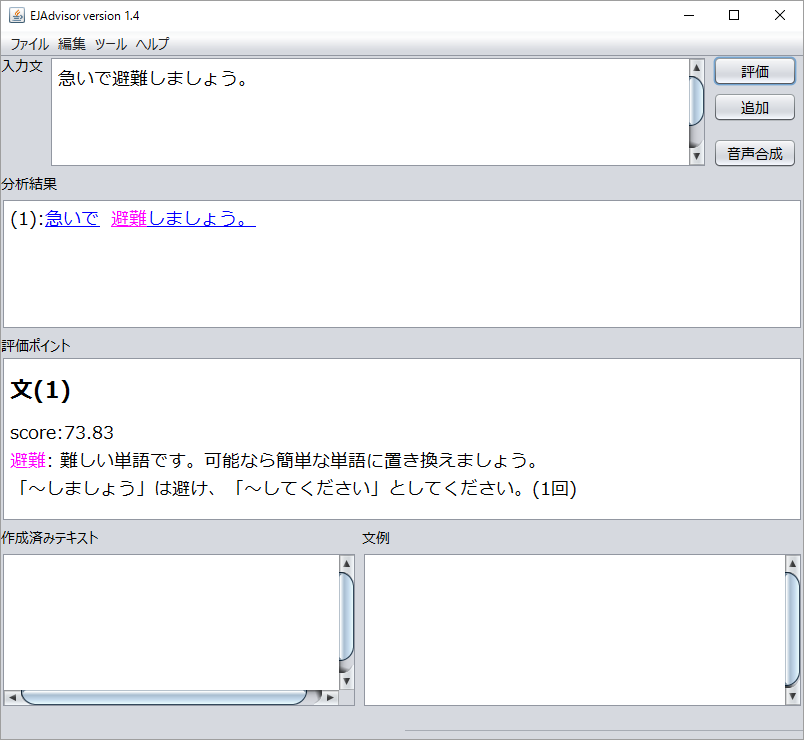 EJAdvisor version 1.4
ファイル 編集 ツール ヘルプ
入力文
急いで避難しましょう。
評価
追加
音声合成
分析結果
(1):急いで 避難しましょう。
評価ポイント
文(1)
score:73.83
避難: 難しい単語です。可能なら簡単な単語に置き換えましょう。
「～しましょう」は避け、「～してください」としてください。(1回)
作成済みテキスト
文例